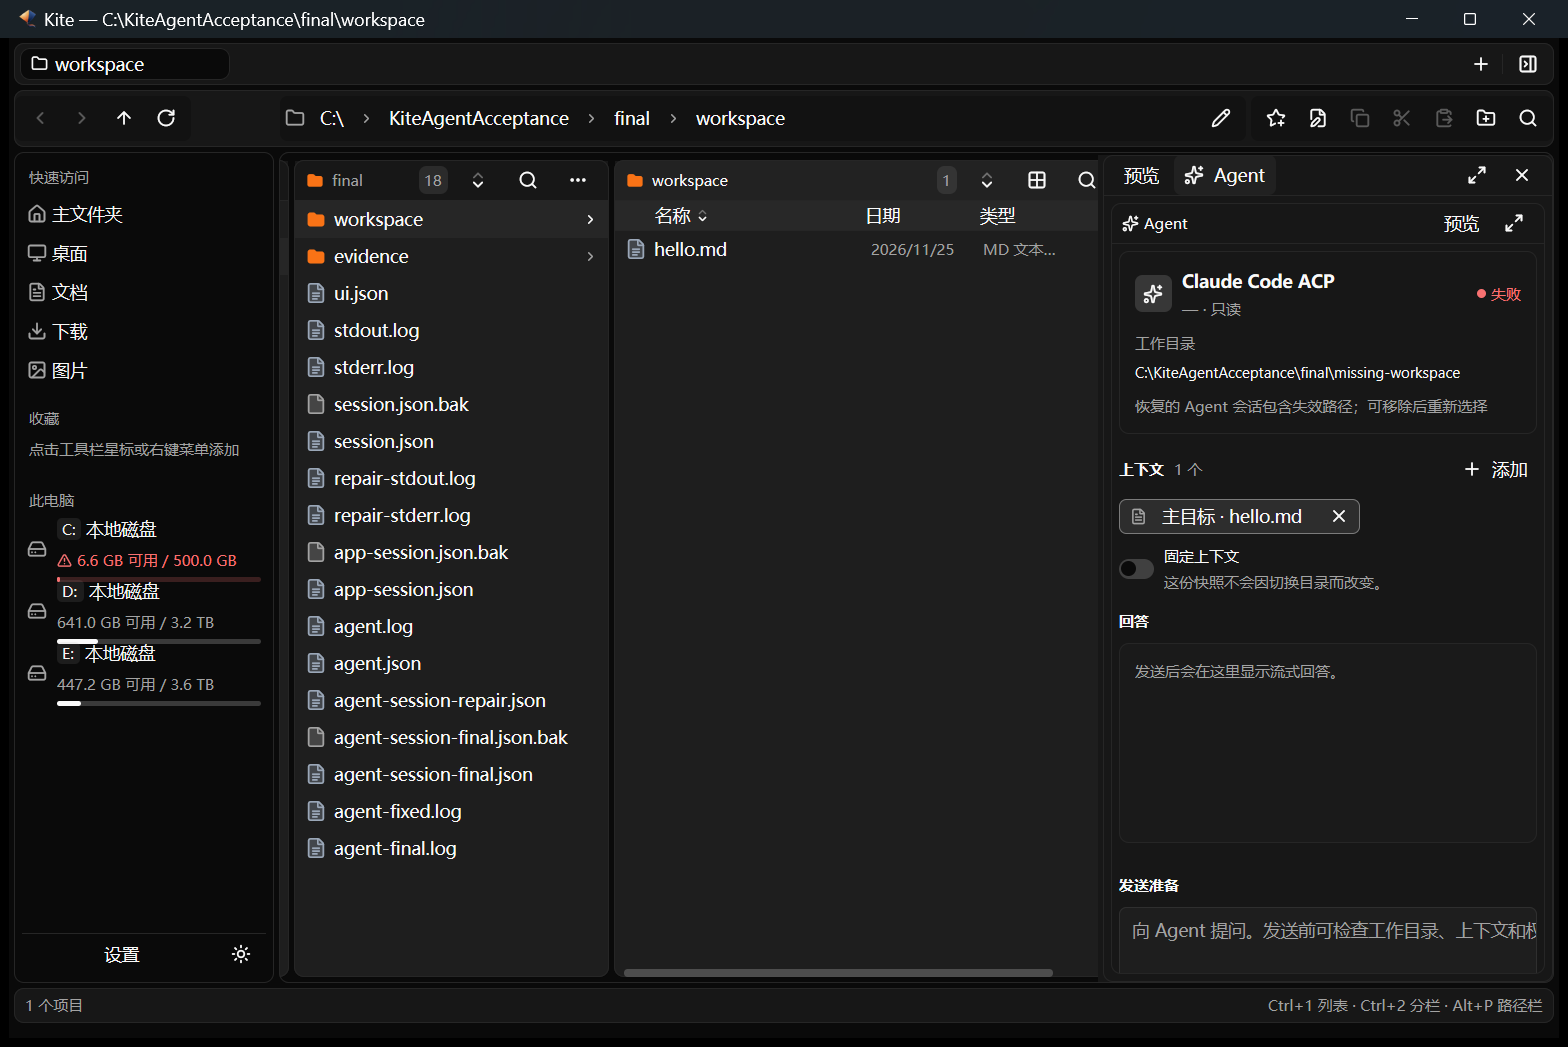 Kite — C:\KiteAgentAcceptance\final\workspace
workspace
C:\ › KiteAgentAcceptance › final › workspace
快速访问
主文件夹
桌面
文档
下载
图片
收藏
点击工具栏星标或右键菜单添加
此电脑
C: 本地磁盘
6.6 GB 可用 / 500.0 GB
D: 本地磁盘
641.0 GB 可用 / 3.2 TB
E: 本地磁盘
447.2 GB 可用 / 3.6 TB
设置
final 18
workspace
evidence
ui.json
stdout.log
stderr.log
session.json.bak
session.json
repair-stdout.log
repair-stderr.log
app-session.json.bak
app-session.json
agent.log
agent.json
agent-session-repair.json
agent-session-final.json.bak
agent-session-final.json
agent-fixed.log
agent-final.log
workspace 1
名称 日期 类型
hello.md 2026/11/25 MD 文本...
预览 Agent
Agent 预览
Claude Code ACP
— · 只读
失败
工作目录
C:\KiteAgentAcceptance\final\missing-workspace
恢复的 Agent 会话包含失效路径；可移除后重新选择
上下文 1 个 添加
主目标 · hello.md
固定上下文
这份快照不会因切换目录而改变。
回答
发送后会在这里显示流式回答。
发送准备
向 Agent 提问。发送前可检查工作目录、上下文和权
1 个项目
Ctrl+1 列表 · Ctrl+2 分栏 · Alt+P 路径栏